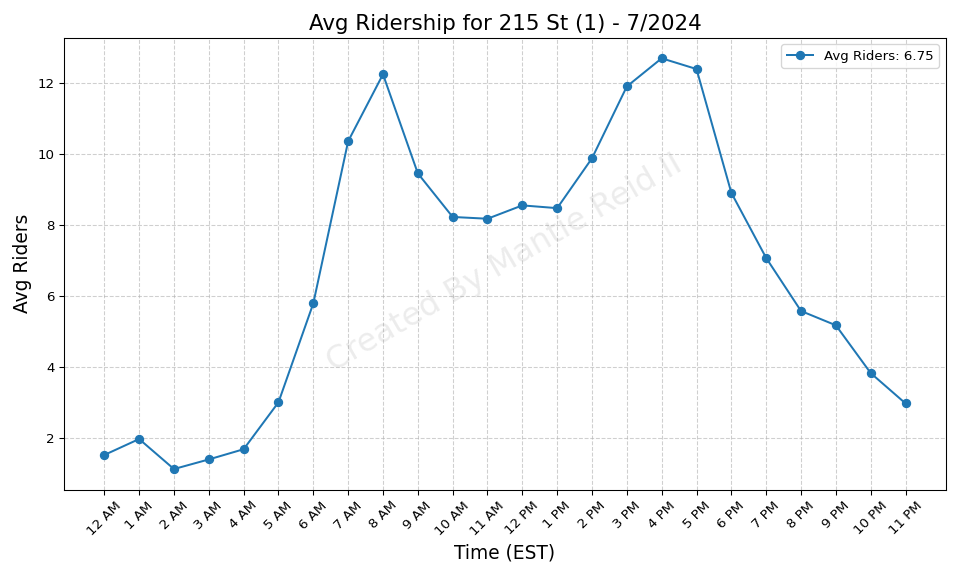 Avg Ridership for 215 St (1) - 7/2024
Avg Riders: 6.75
Avg Riders
12
10
8
6
4
2
Created By Mantle Reid II
12 AM
1 AM
2 AM
3 AM
4 AM
5 AM
6 AM
7 AM
8 AM
9 AM
10 AM
11 AM
12 PM
1 PM
2 PM
3 PM
4 PM
5 PM
6 PM
7 PM
8 PM
9 PM
10 PM
11 PM
Time (EST)